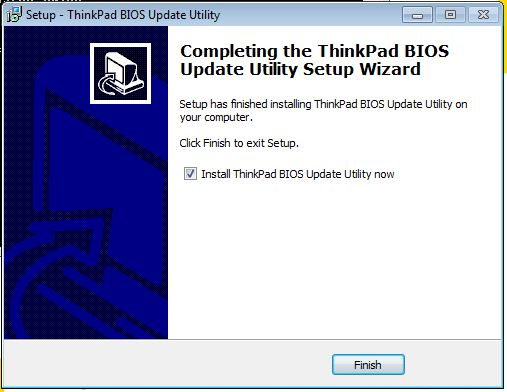 Setup - ThinkPad BIOS Update Utility
Completing the ThinkPad BIOS
Update Utility Setup Wizard
Setup has finished installing ThinkPad BIOS Update Utility on
your computer.
Click Finish to exit Setup.
Install ThinkPad BIOS Update Utility now
Finish